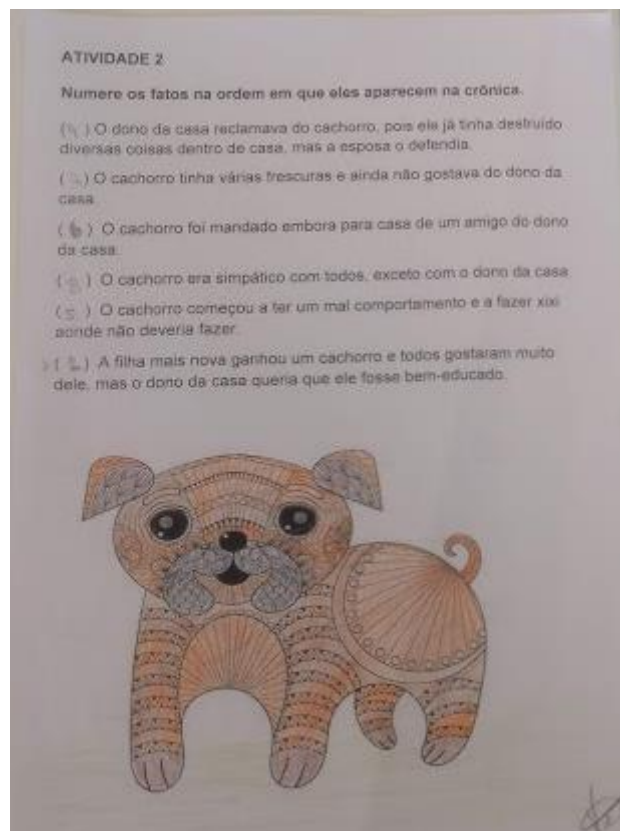 ATIVIDADE 2
Numere os fatos na ordem em que eles aparecem na crônica.
( ) O dono da casa reclamava do cachorro, pois ele já tinha destruído
diversas coisas dentro de casa, mas a esposa o defendia.
( ) O cachorro tinha várias frescuras e ainda não gostava do dono da
casa.
( ) O cachorro foi mandado embora para casa de um amigo do dono
da casa.
( ) O cachorro era simpático com todos, exceto com o dono da casa.
( 5 ) O cachorro começou a ter um mal comportamento e a fazer xixi
aonde não deveria fazer.
( ) A filha mais nova ganhou um cachorro e todos gostaram muito
dele, mas o dono da casa queria que ele fosse bem-educado.